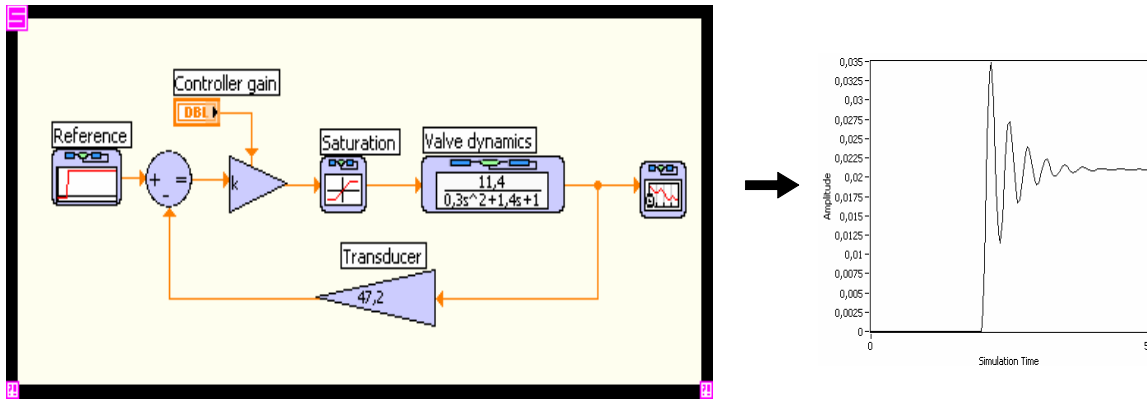 Controller gain
DBL
Reference
Saturation
Valve dynamics
+
-
=
k
11,4
0,3s^2+1,4s+1
Transducer
47,2
0,035
0,0325
0,03
0,0275
0,025
0,0225
0,02
0,0175
0,015
0,0125
0,01
0,0075
0,005
0,0025
0
Amplitude
0
5
Simulation Time